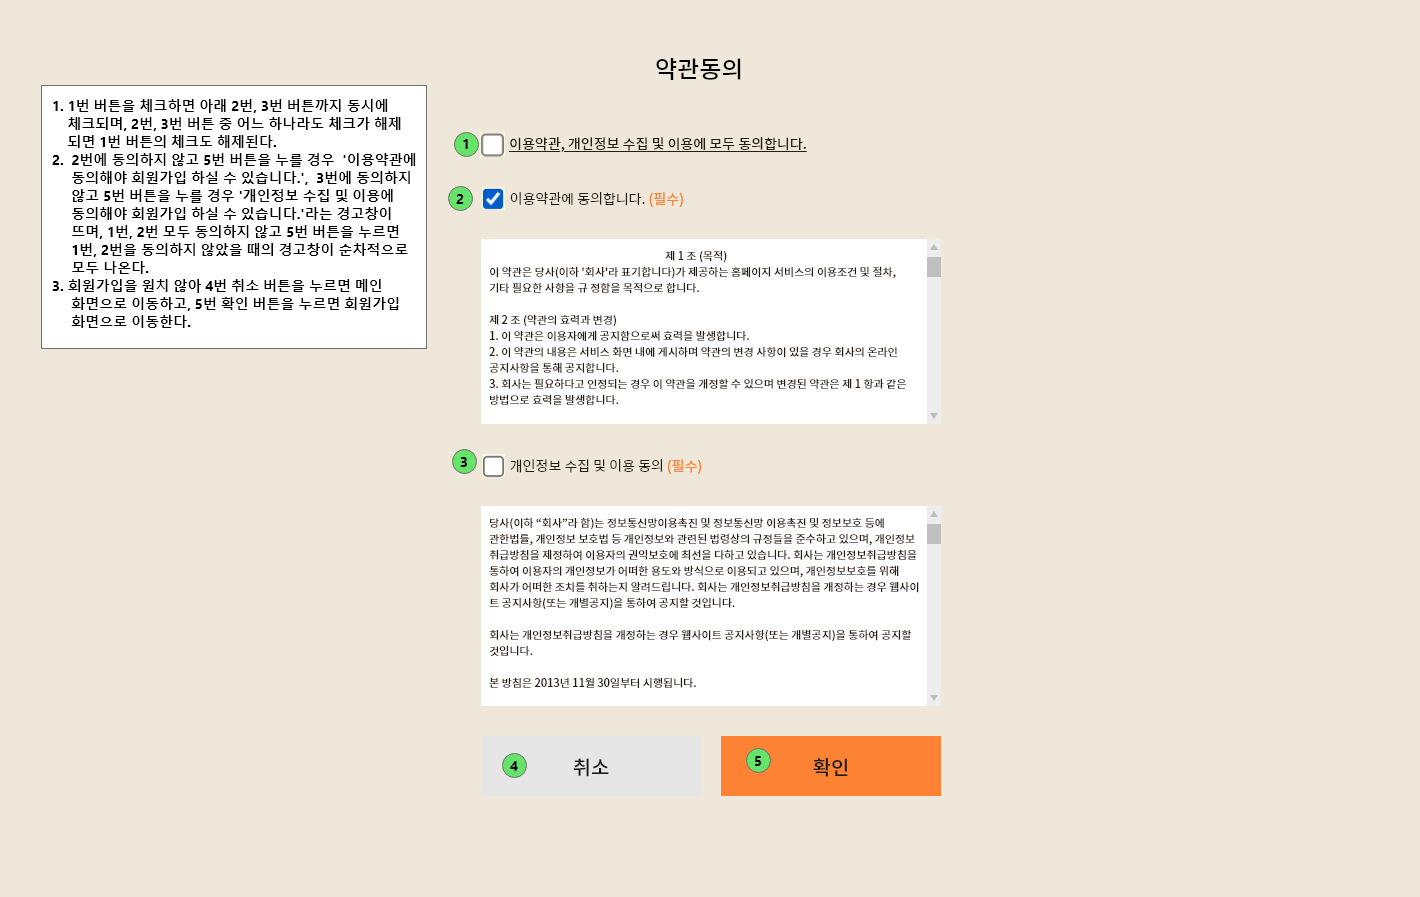 약관동의
1. 1번 버튼을 체크하면 아래 2번, 3번 버튼까지 동시에
체크되며, 2번, 3번 버튼 중 어느 하나라도 체크가 해제
되면 1번 버튼의 체크도 해제된다.
2. 2번에 동의하지 않고 5번 버튼을 누를 경우 '이용약관에
동의해야 회원가입 하실 수 있습니다.', 3번에 동의하지
않고 5번 버튼을 누를 경우 '개인정보 수집 및 이용에
동의해야 회원가입 하실 수 있습니다.'라는 경고창이
뜨며, 1번, 2번 모두 동의하지 않고 5번 버튼을 누르면
1번, 2번을 동의하지 않았을 때의 경고창이 순차적으로
모두 나온다.
3. 회원가입을 원치 않아 4번 취소 버튼을 누르면 메인
화면으로 이동하고, 5번 확인 버튼을 누르면 회원가입
화면으로 이동한다.
1 이용약관, 개인정보 수집 및 이용에 모두 동의합니다.
2 이용약관에 동의합니다. (필수)
제 1 조 (목적)
이 약관은 당사(이하 '회사'라 표기합니다)가 제공하는 홈페이지 서비스의 이용조건 및 절차,
기타 필요한 사항을 규 정함을 목적으로 합니다.
제 2 조 (약관의 효력과 변경)
1. 이 약관은 이용자에게 공지함으로써 효력을 발생합니다.
2. 이 약관의 내용은 서비스 화면 내에 게시하며 약관의 변경 사항이 있을 경우 회사의 온라인
공지사항을 통해 공지합니다.
3. 회사는 필요하다고 인정되는 경우 이 약관을 개정할 수 있으며 변경된 약관은 제 1 항과 같은
방법으로 효력을 발생합니다.
3 개인정보 수집 및 이용 동의 (필수)
당사(이하 “회사”라 함)는 정보통신망이용촉진 및 정보통신망 이용촉진 및 정보보호 등에
관한법률, 개인정보 보호법 등 개인정보와 관련된 법령상의 규정들을 준수하고 있으며, 개인정보
취급방침을 제정하여 이용자의 권익보호에 최선을 다하고 있습니다. 회사는 개인정보취급방침을
통하여 이용자의 개인정보가 어떠한 용도와 방식으로 이용되고 있으며, 개인정보보호를 위해
회사가 어떠한 조치를 취하는지 알려드립니다. 회사는 개인정보취급방침을 개정하는 경우 웹사이
트 공지사항(또는 개별공지)을 통하여 공지할 것입니다.
회사는 개인정보취급방침을 개정하는 경우 웹사이트 공지사항(또는 개별공지)을 통하여 공지할
것입니다.
본 방침은 2013년 11월 30일부터 시행됩니다.
4 취소
5 확인